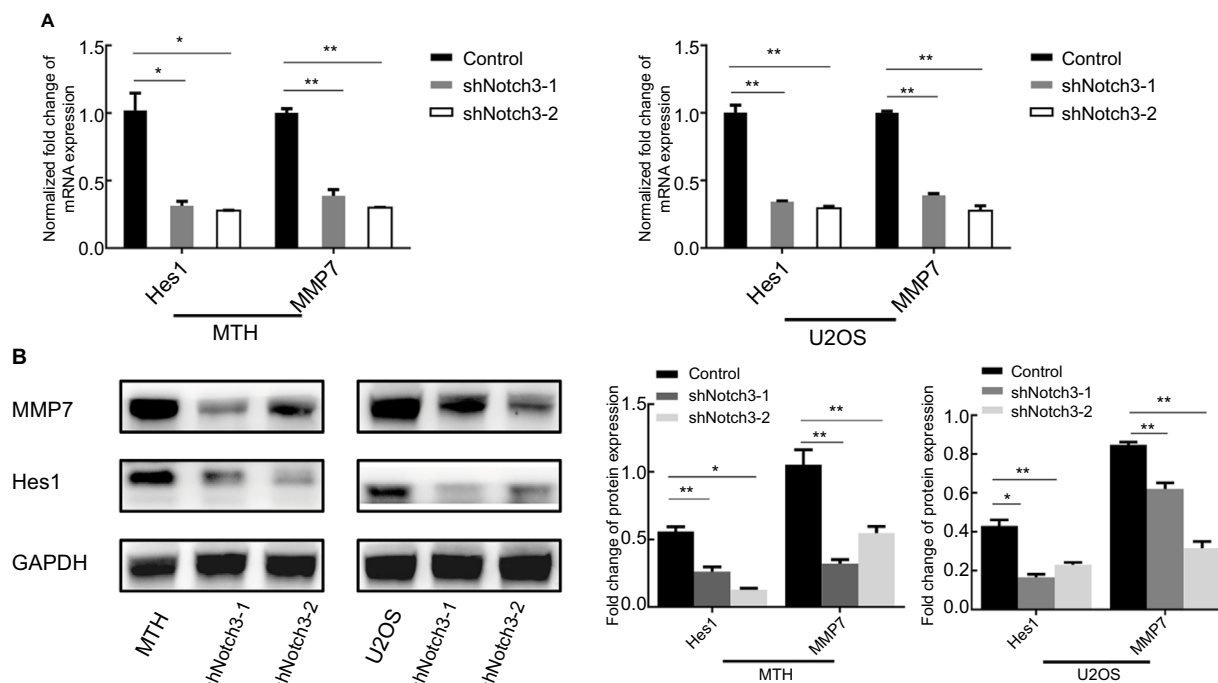 A
Normalized fold change of
mRNA expression
1.5
1.0
0.5
0.0
*
*
**
**
Control
shNotch3-1
shNotch3-2
Hes1
MMP7
MTH
Normalized fold change of
mRNA expression
1.5
1.0
0.5
0.0
**
**
**
**
Control
shNotch3-1
shNotch3-2
Hes1
MMP7
U2OS
B
MMP7
Hes1
GAPDH
MTH
shNotch3-1
shNotch3-2
U2OS
shNotch3-1
shNotch3-2
Fold change of protein expression
1.5
1.0
0.5
0.0
Control
shNotch3-1
shNotch3-2
**
*
**
**
Hes1
MMP7
MTH
Fold change of protein expression
1.0
0.8
0.6
0.4
0.2
0.0
Control
shNotch3-1
shNotch3-2
*
**
**
**
Hes1
MMP7
U2OS